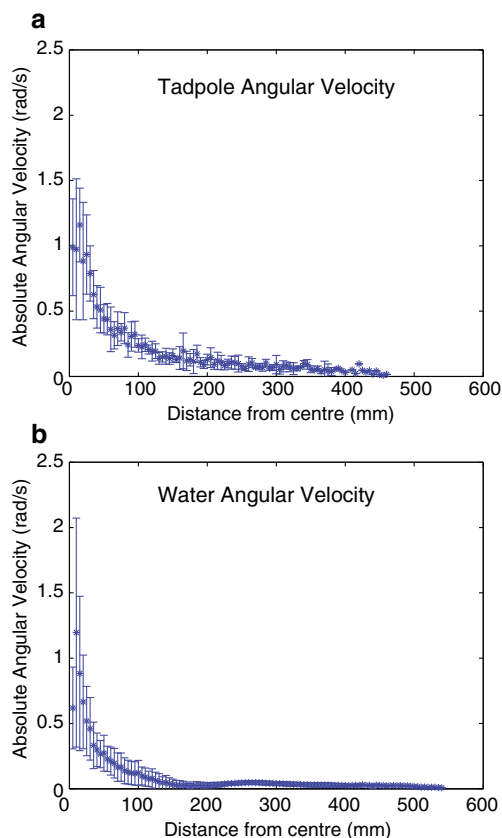 a
2.5
Tadpole Angular Velocity
2
1.5
1
0.5
0
0 100 200 300 400 500 600
Absolute Angular Velocity (rad/s)
Distance from centre (mm)
b
2.5
Water Angular Velocity
2
1.5
1
0.5
0
0 100 200 300 400 500 600
Absolute Angular Velocity (rad/s)
Distance from centre (mm)